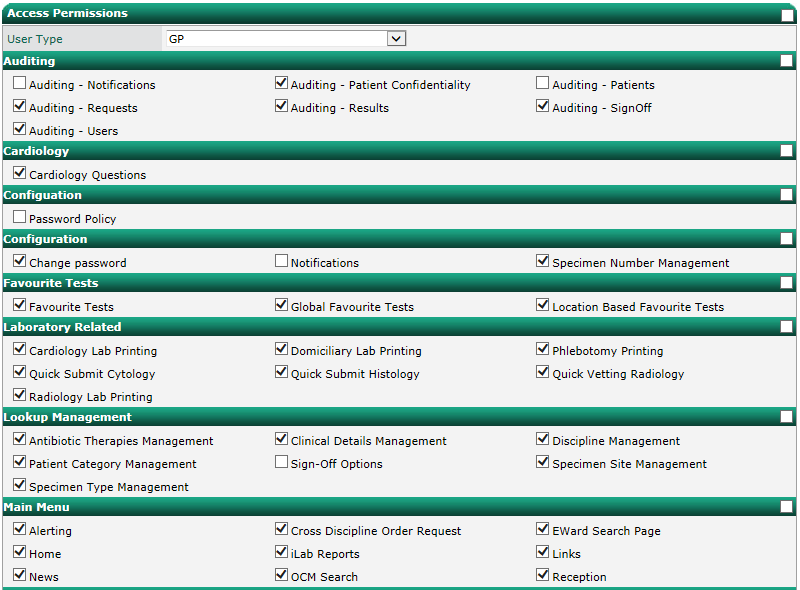 Access Permissions
User Type GP
Auditing
Auditing - Notifications Auditing - Patient Confidentiality Auditing - Patients
Auditing - Requests Auditing - Results Auditing - SignOff
Auditing - Users
Cardiology
Cardiology Questions
Configuation
Password Policy
Configuration
Change password Notifications Specimen Number Management
Favourite Tests
Favourite Tests Global Favourite Tests Location Based Favourite Tests
Laboratory Related
Cardiology Lab Printing Domiciliary Lab Printing Phlebotomy Printing
Quick Submit Cytology Quick Submit Histology Quick Vetting Radiology
Radiology Lab Printing
Lookup Management
Antibiotic Therapies Management Clinical Details Management Discipline Management
Patient Category Management Sign-Off Options Specimen Site Management
Specimen Type Management
Main Menu
Alerting Cross Discipline Order Request EWard Search Page
Home iLab Reports Links
News OCM Search Reception